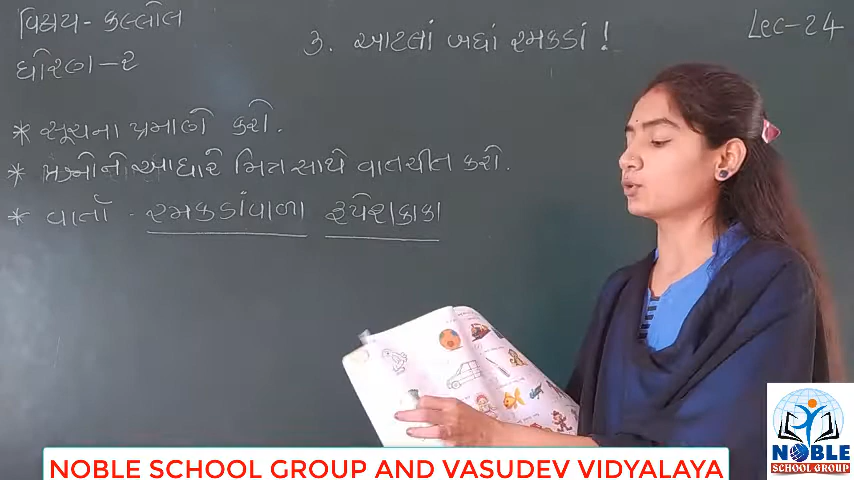 વિષય- કલ્લોલ
ધોરણ-૨
૩. આટલાં બધાં રમકડાં!
Lec-24
* સૂચના પ્રમાણે કરો.
* પ્રશ્નોને આધારે મિત્ર સાથે વાતચીત કરો.
* વાર્તા - રમકડાંવાળા રૂપેશકાકા
NOBLE
SCHOOL GROUP
NOBLE SCHOOL GROUP AND VASUDEV VIDYALAYA